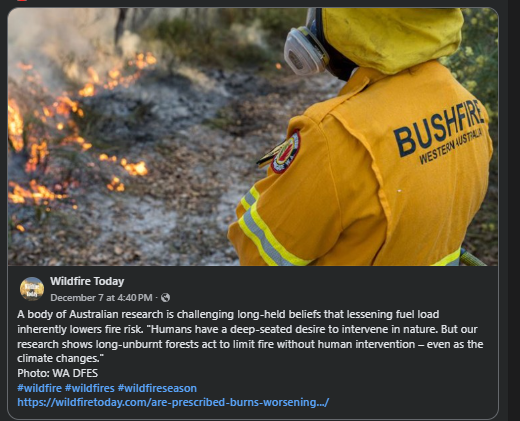 BUSHFIRE
WESTERN AUSTRALIA
Wildfire Today
December 7 at 4:40 PM ·
A body of Australian research is challenging long-held beliefs that lessening fuel load
inherently lowers fire risk. "Humans have a deep-seated desire to intervene in nature. But our
research shows long-unburnt forests act to limit fire without human intervention – even as the
climate changes."
Photo: WA DFES
#wildfire #wildfires #wildfireseason
https://wildfiretoday.com/are-prescribed-burns-worsening.../